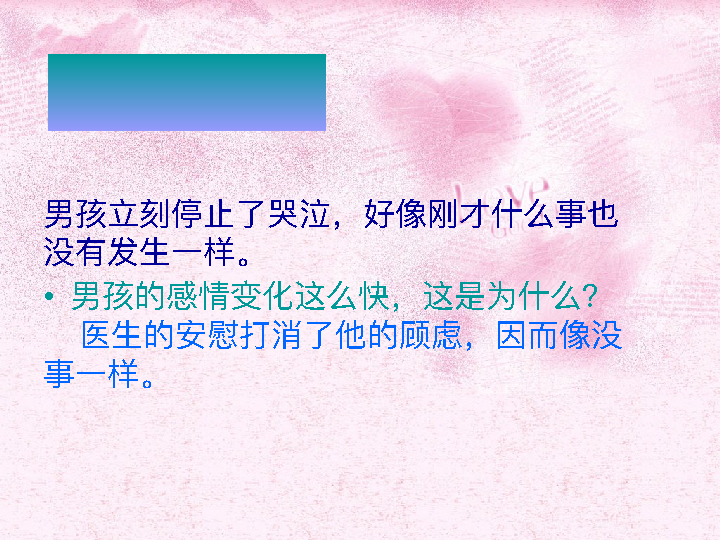 男孩立刻停止了哭泣，好像刚才什么事也
没有发生一样。
• 男孩的感情变化这么快，这是为什么？
医生的安慰打消了他的顾虑，因而像没
事一样。
Love